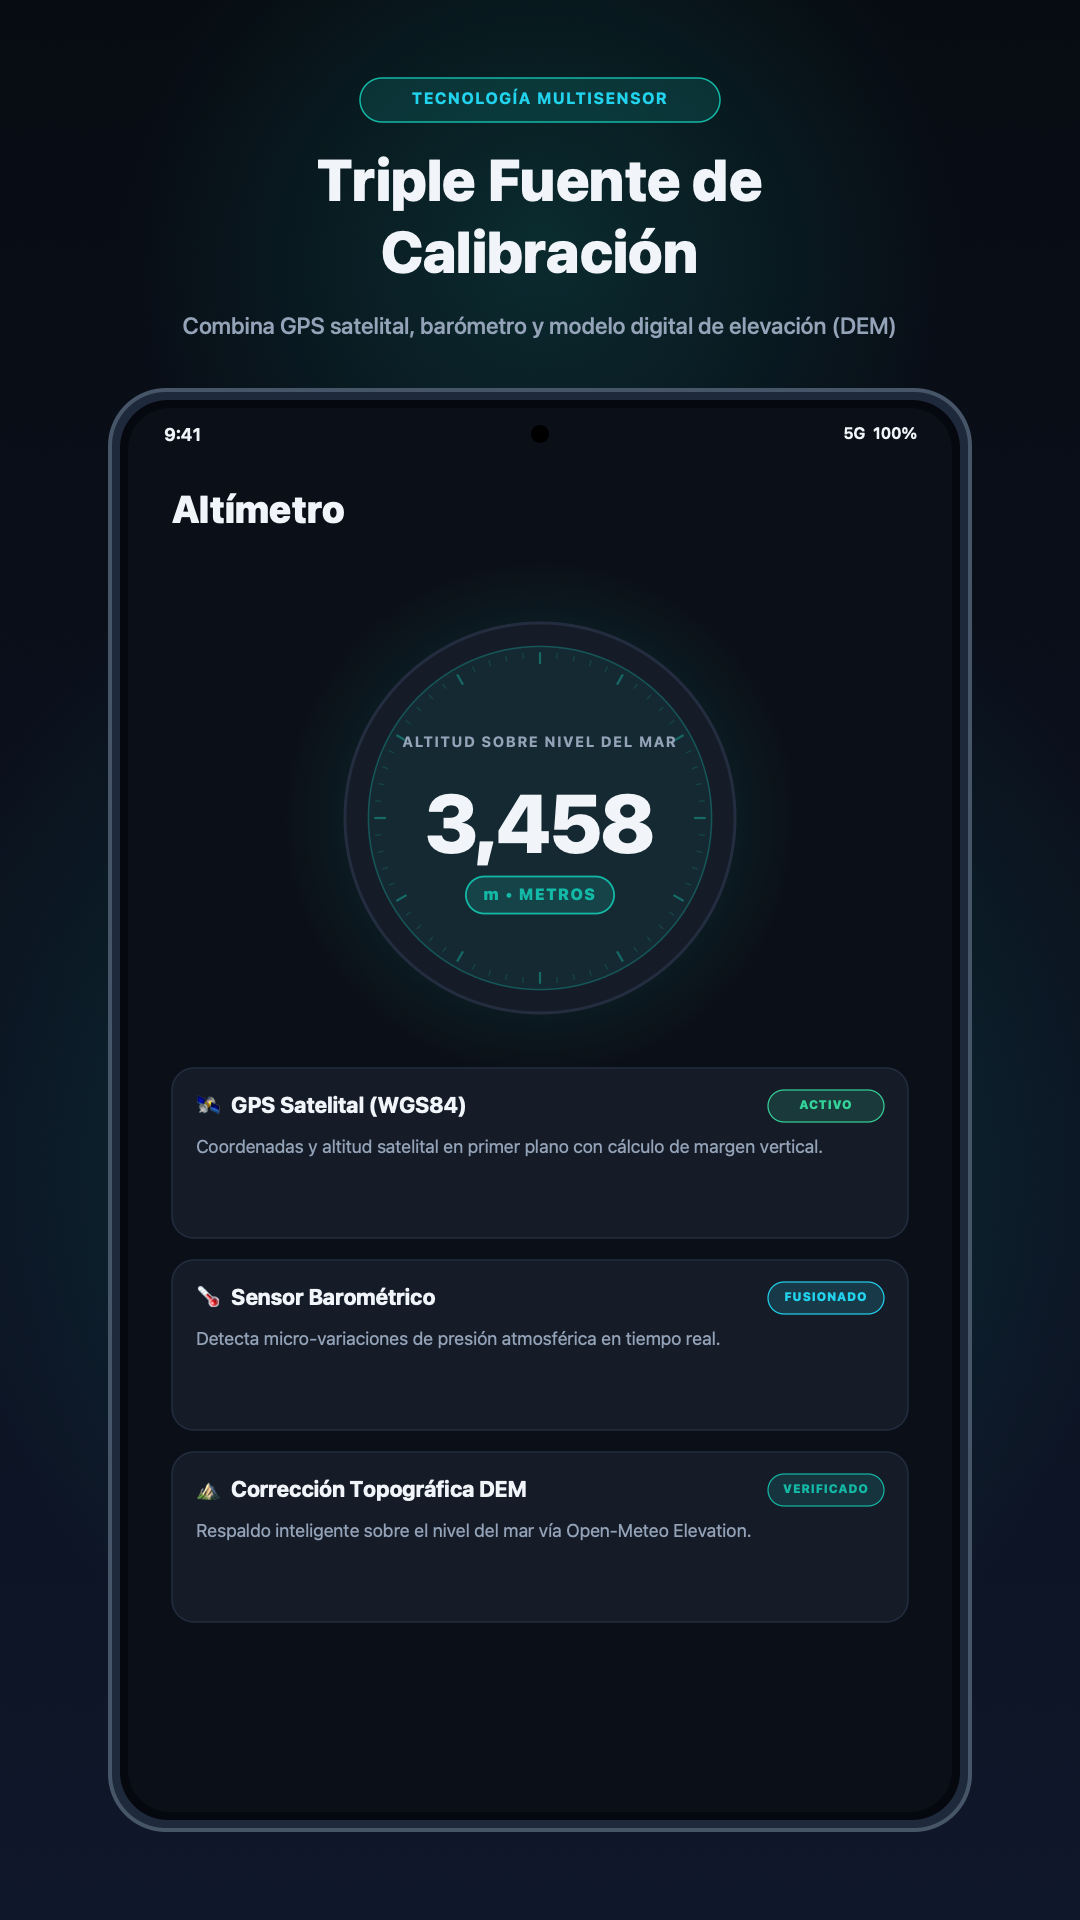 TECNOLOGÍA MULTISENSOR
Triple Fuente de
Calibración
Combina GPS satelital, barómetro y modelo digital de elevación (DEM)
9:41
5G 100%
Altímetro
ALTITUD SOBRE NIVEL DEL MAR
3,458
m • METROS
GPS Satelital (WGS84)
ACTIVO
Coordenadas y altitud satelital en primer plano con cálculo de margen vertical.
Sensor Barométrico
FUSIONADO
Detecta micro-variaciones de presión atmosférica en tiempo real.
Corrección Topográfica DEM
VERIFICADO
Respaldo inteligente sobre el nivel del mar vía Open-Meteo Elevation.